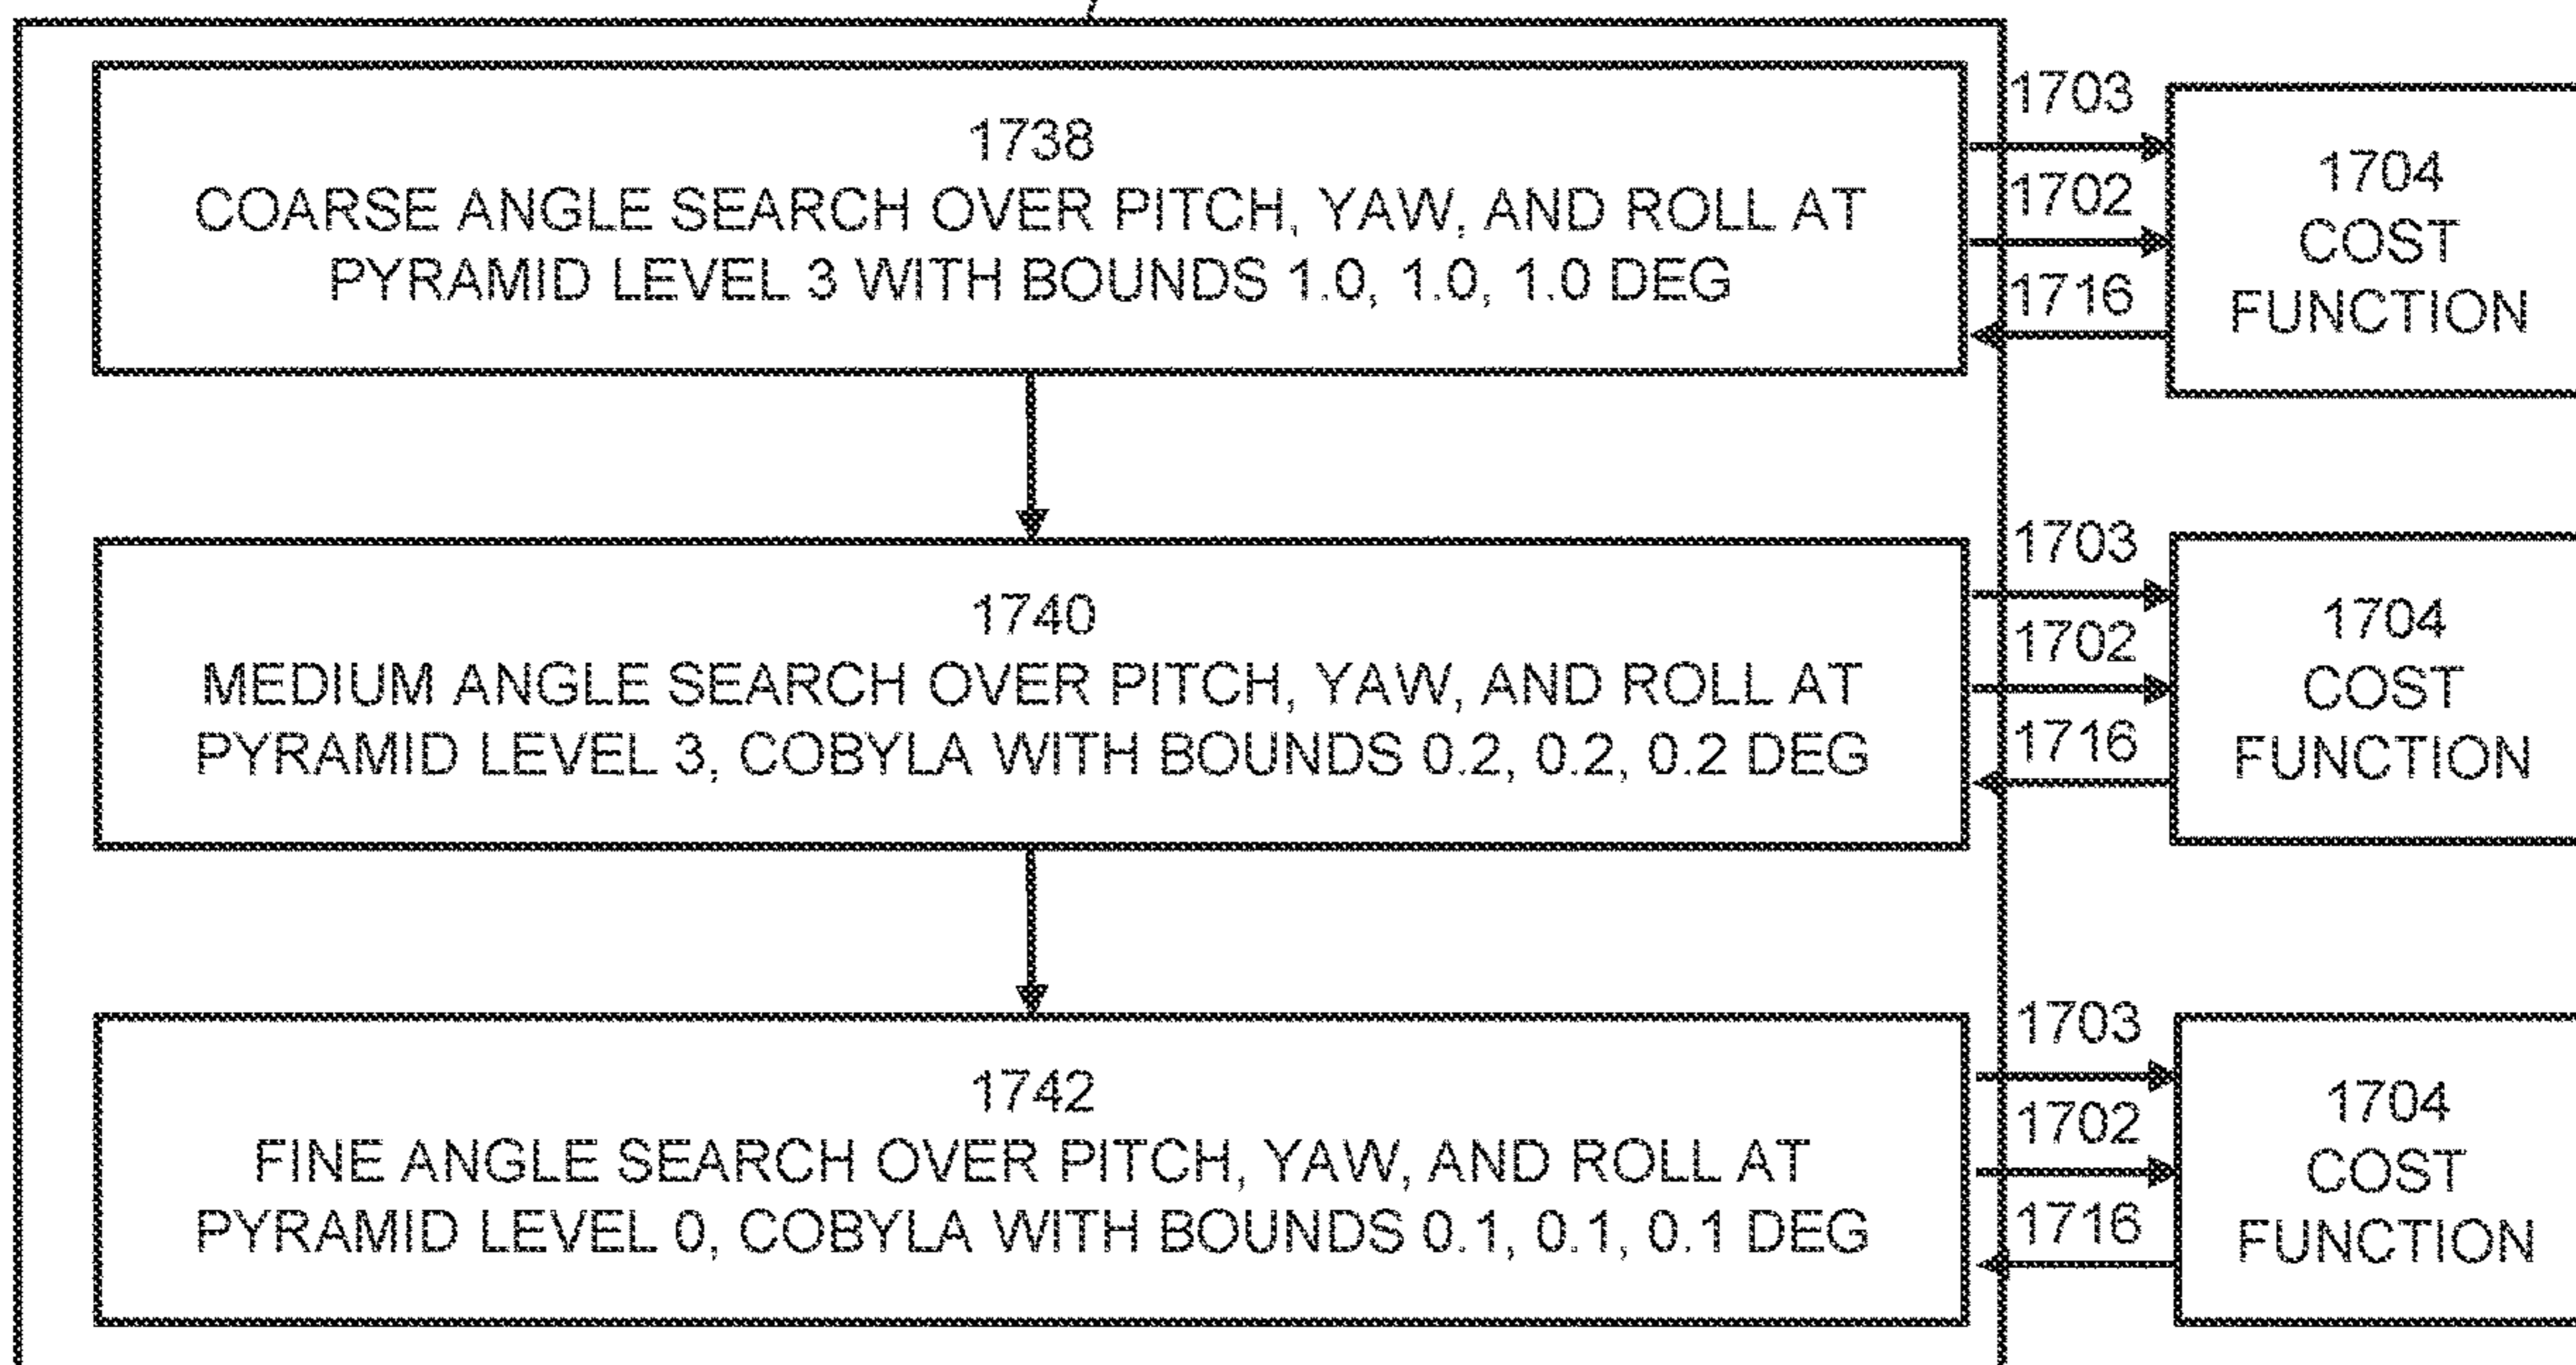 1738
COARSE ANGLE SEARCH OVER PITCH, YAW, AND ROLL AT
PYRAMID LEVEL 3 WITH BOUNDS 1.0, 1.0, 1.0 DEG
1703
1702
1716
1704
COST
FUNCTION
1740
MEDIUM ANGLE SEARCH OVER PITCH, YAW, AND ROLL AT
PYRAMID LEVEL 3, COBYLA WITH BOUNDS 0.2, 0.2, 0.2 DEG
1703
1702
1716
1704
COST
FUNCTION
1742
FINE ANGLE SEARCH OVER PITCH, YAW, AND ROLL AT
PYRAMID LEVEL 0, COBYLA WITH BOUNDS 0.1, 0.1, 0.1 DEG
1703
1702
1716
1704
COST
FUNCTION